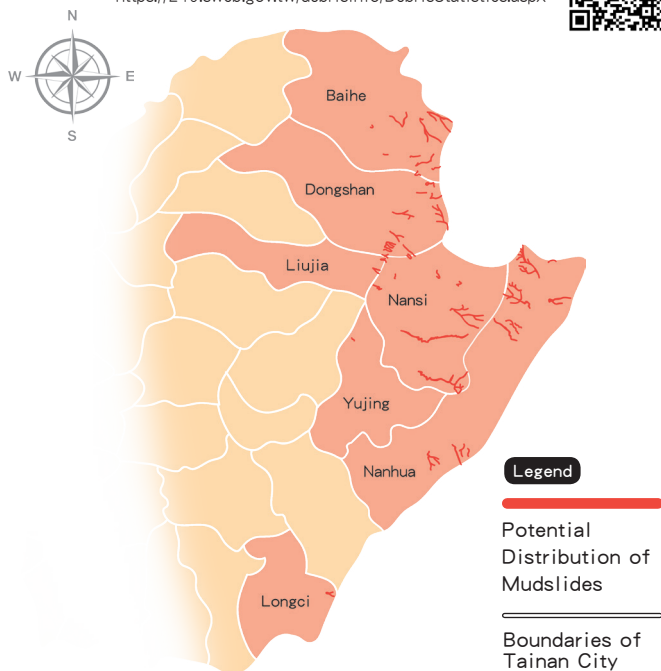 N
W E
S
Baihe
Dongshan
Liujia
Nansi
Yujing
Nanhua
Longci
Legend
Potential
Distribution of
Mudslides
Boundaries of
Tainan City